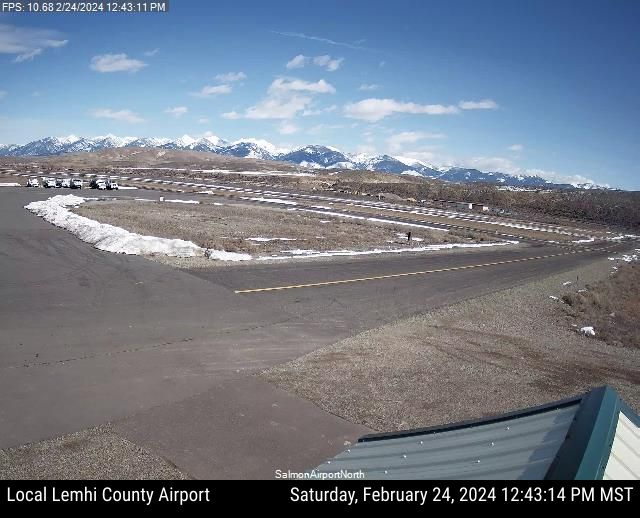 FPS: 10.68 2/24/2024 12:43:11 PM
SalmonAirportNorth
Local Lemhi County Airport Saturday, February 24, 2024 12:43:14 PM MST